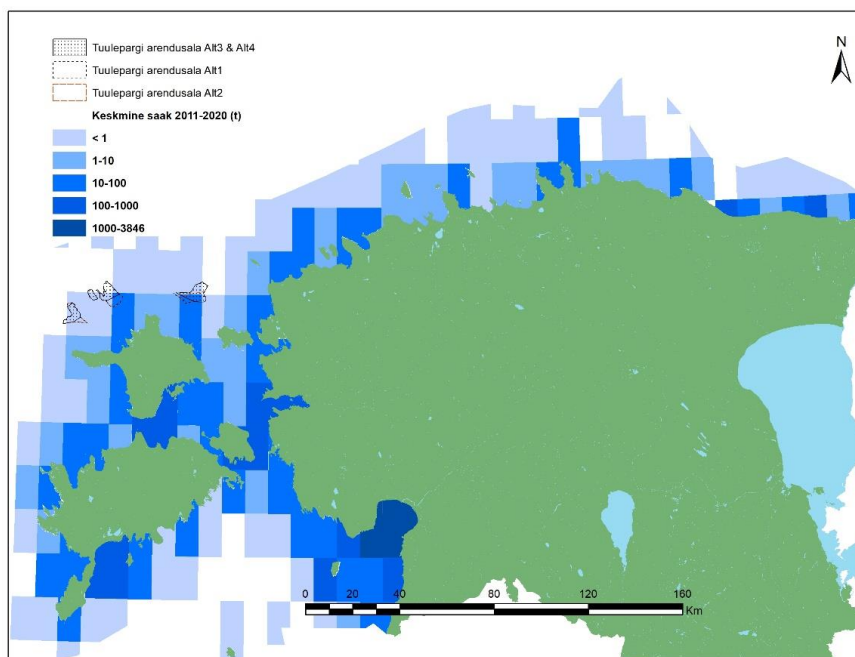 Tuulepargi arendusala Alt3 & Alt4
Tuulepargi arendusala Alt1
Tuulepargi arendusala Alt2
Keskmine saak 2011-2020 (t)
< 1
1-10
10-100
100-1000
1000-3846
N
0 20 40 80 120 160
Km